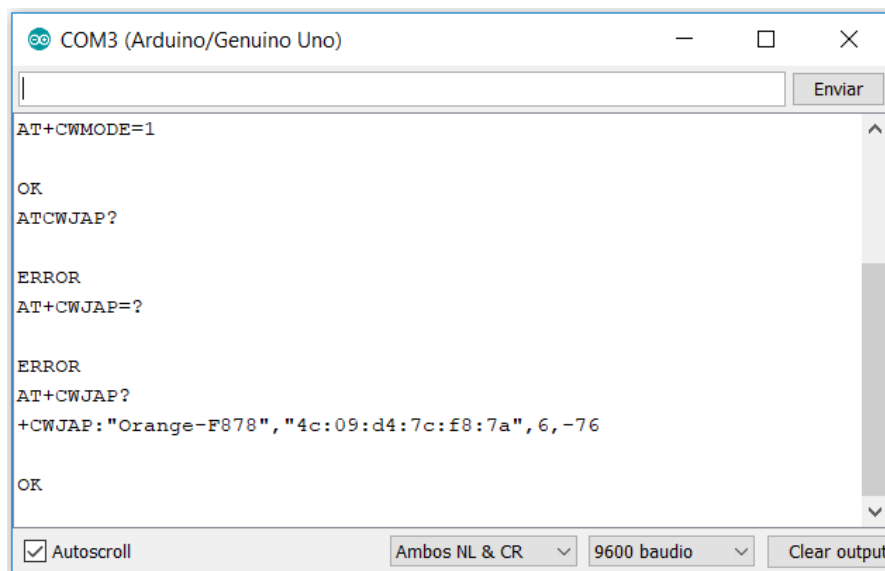 COM3 (Arduino/Genuino Uno)
Enviar
AT+CWMODE=1
OK
ATCWJAP?
ERROR
AT+CWJAP=?
ERROR
AT+CWJAP?
+CWJAP:"Orange-F878","4c:09:d4:7c:f8:7a",6,-76
OK
Autoscroll Ambos NL & CR 9600 baudio Clear output